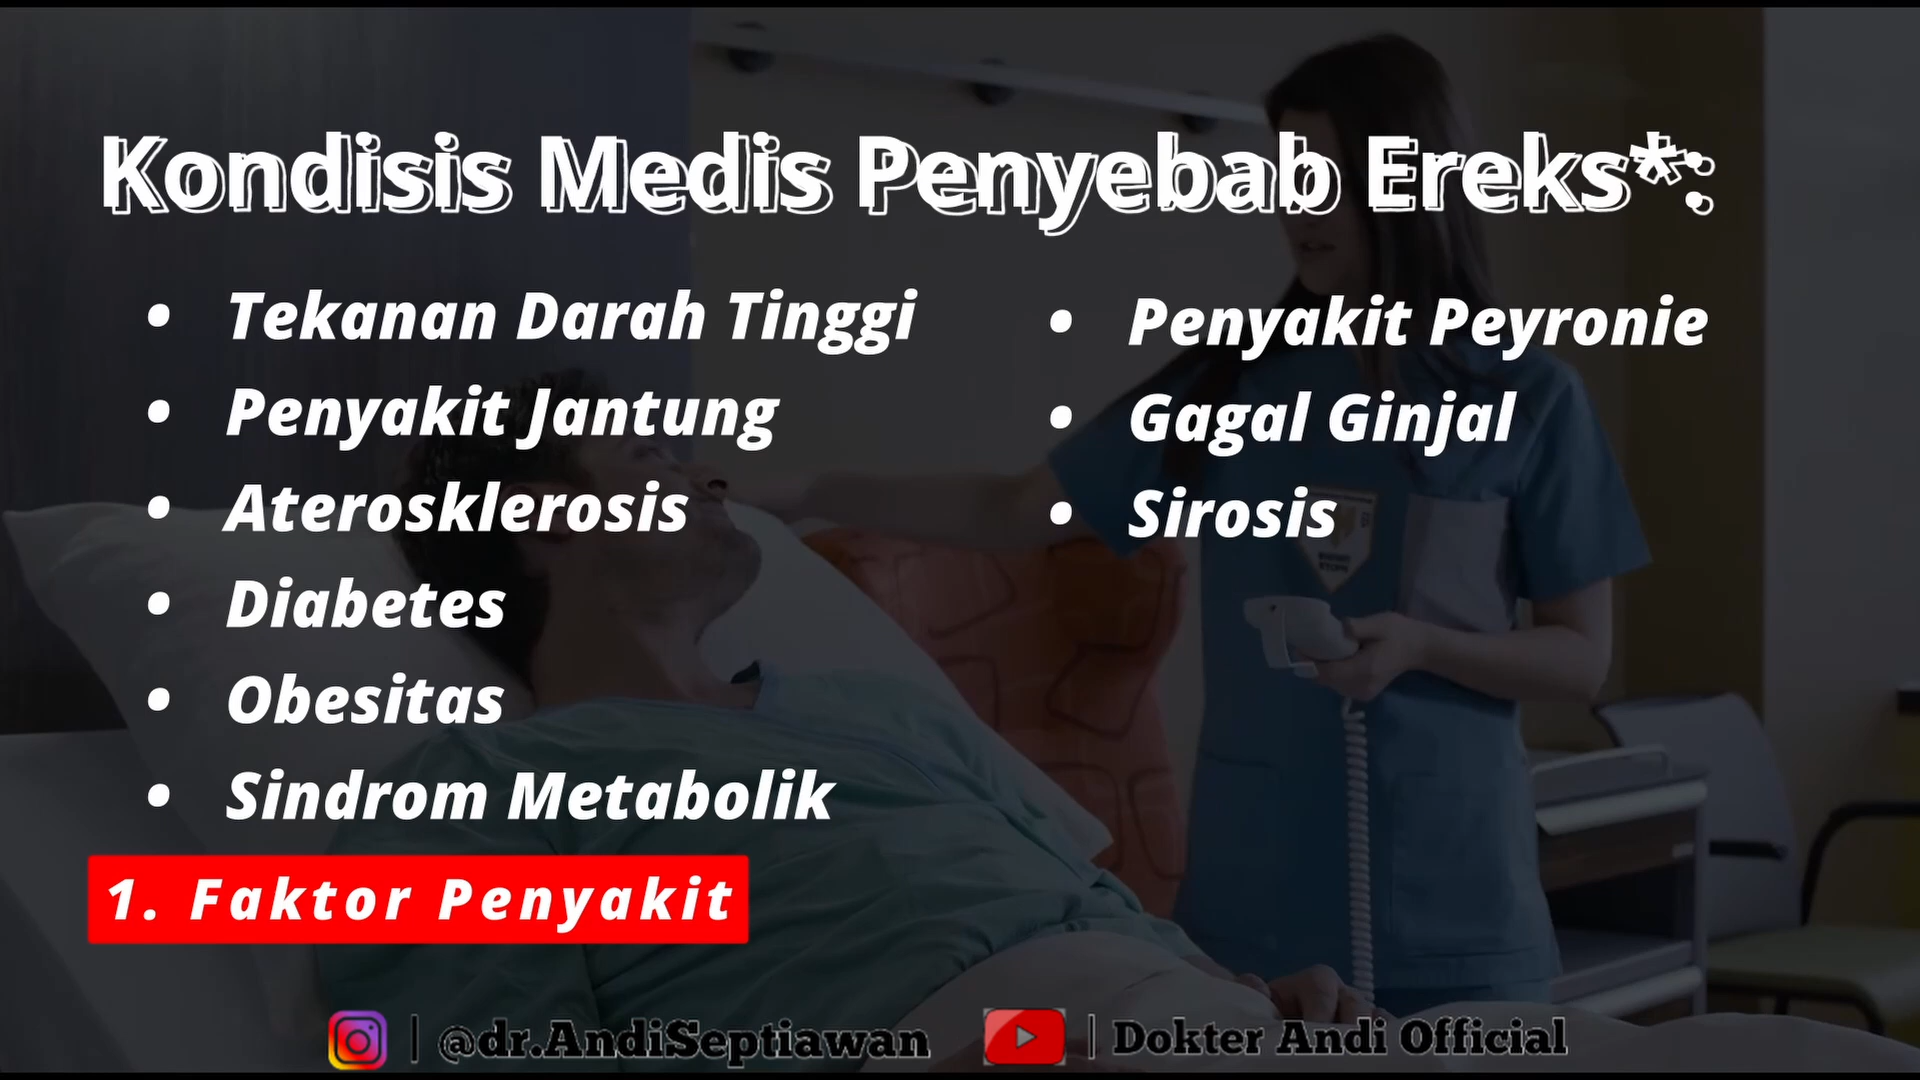 Kondisis Medis Penyebab Ereks*:
• Tekanan Darah Tinggi
• Penyakit Jantung
• Aterosklerosis
• Diabetes
• Obesitas
• Sindrom Metabolik
• Penyakit Peyronie
• Gagal Ginjal
• Sirosis
1. Faktor Penyakit
| @dr.AndiSeptiawan
| Dokter Andi Official